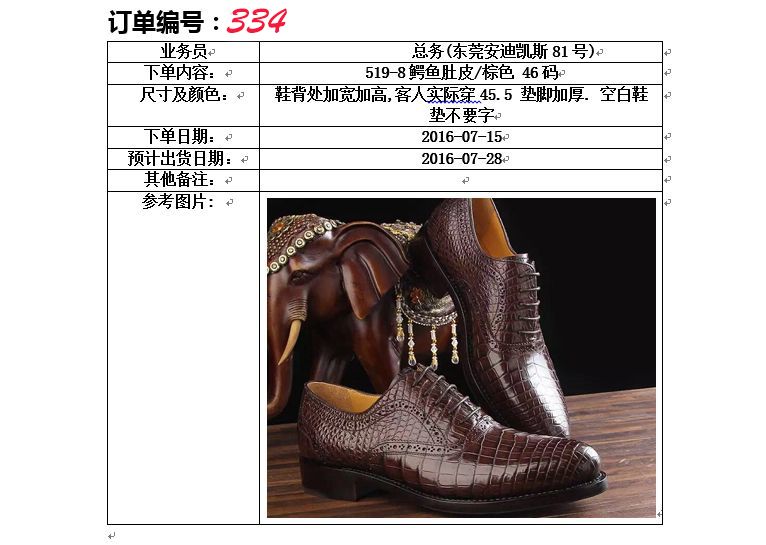 订单编号：334
业务员 总务(东莞安迪凯斯 81 号)
下单内容： 519-8 鳄鱼肚皮/棕色 46 码
尺寸及颜色： 鞋背处加宽加高,客人实际穿 45.5 垫脚加厚. 空白鞋
垫不要字
下单日期： 2016-07-15
预计出货日期： 2016-07-28
其他备注：
参考图片: